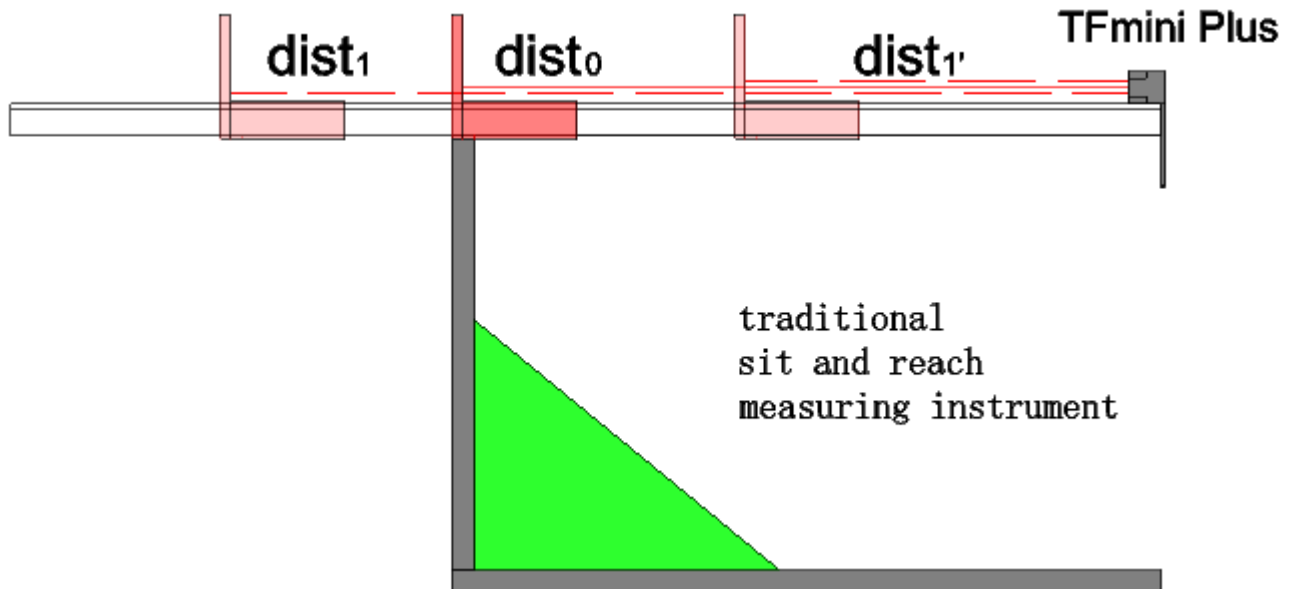 TFmini Plus
dist₁
dist₀
dist₁'
traditional
sit and reach
measuring instrument